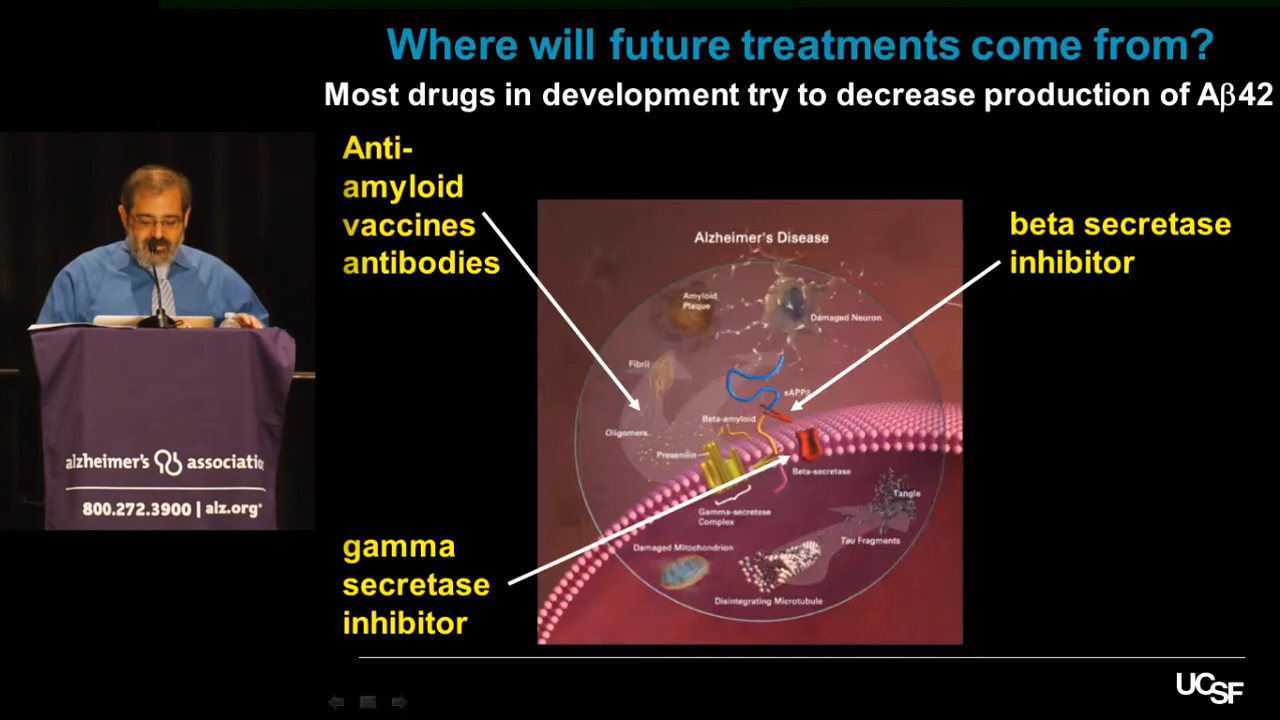 Where will future treatments come from?
Most drugs in development try to decrease production of Aβ42
Anti-
amyloid
vaccines
antibodies
beta secretase
inhibitor
gamma
secretase
inhibitor
Alzheimer's Disease
Amyloid
Plaque
Damaged Neuron
Fibril
Beta-amyloid
Oligomers
Presenilin
Beta-secretase
Gamma-secretase
Complex
Tangle
Tau Fragments
Damaged Mitochondrion
Disintegrating Microtubule
alzheimer's associatio
800.272.3900 | alz.org
UCSF